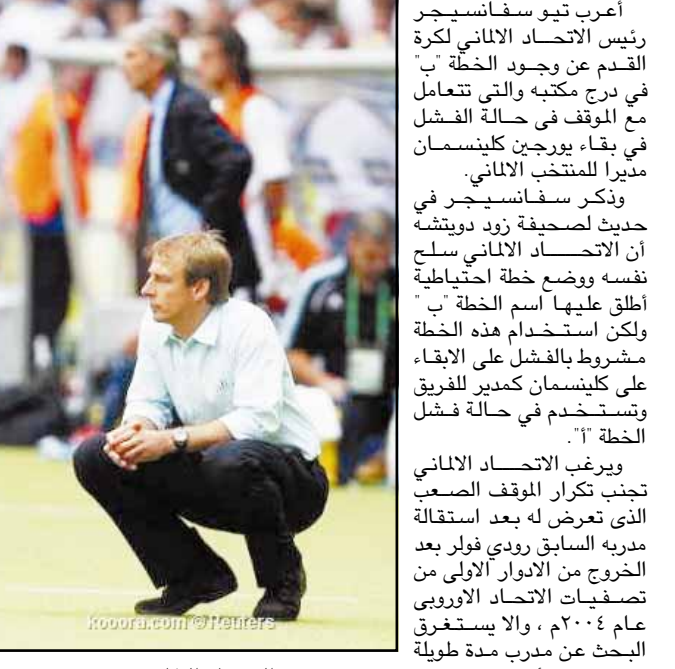 أعرب تيو سفانسيجر
رئيس الاتحاد الالماني لكرة
القدم عن وجود الخطة "ب"
في درج مكتبه والتى تتعامل
مع الموقف فى حالة الفشل
في بقاء يورجين كلينسمان
مديرا للمنتخب الالماني.
وذكر سفانسيجر في
حديث لصحيفة زود دويتشه
أن الاتحاد الالماني سلح
نفسه ووضع خطة احتياطية
أطلق عليها اسم الخطة "ب "
ولكن استخدام هذه الخطة
مشروط بالفشل على الابقاء
على كلينسمان كمدير للفريق
وتستخدم في حالة فشل
الخطة "أ".
ويرغب الاتحاد الالماني
تجنب تكرار الموقف الصعب
الذى تعرض له بعد استقالة
مدربه السابق رودي فولر بعد
الخروج من الادوار الاولى من
تصفيات الاتحاد الاوروبى
عام ٢٠٠٤م ، والا يستغرق
البحث عن مدرب مدة طويلة
kooora.com © Reuters